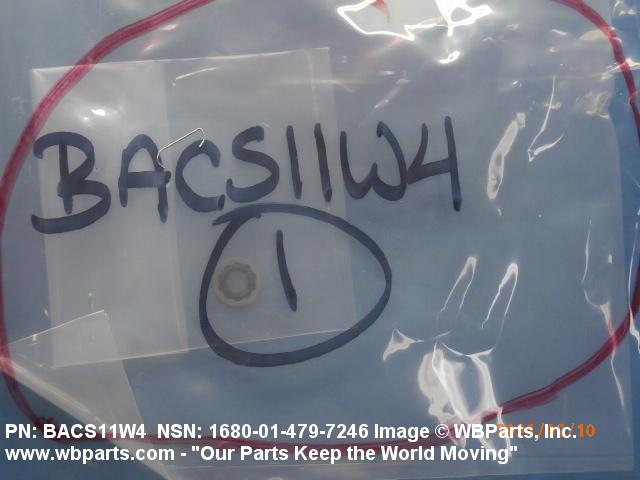 BACS11W4
1
PN: BACS11W4 NSN: 1680-01-479-7246 Image © WBParts, Inc.
www.wbparts.com - "Our Parts Keep the World Moving"